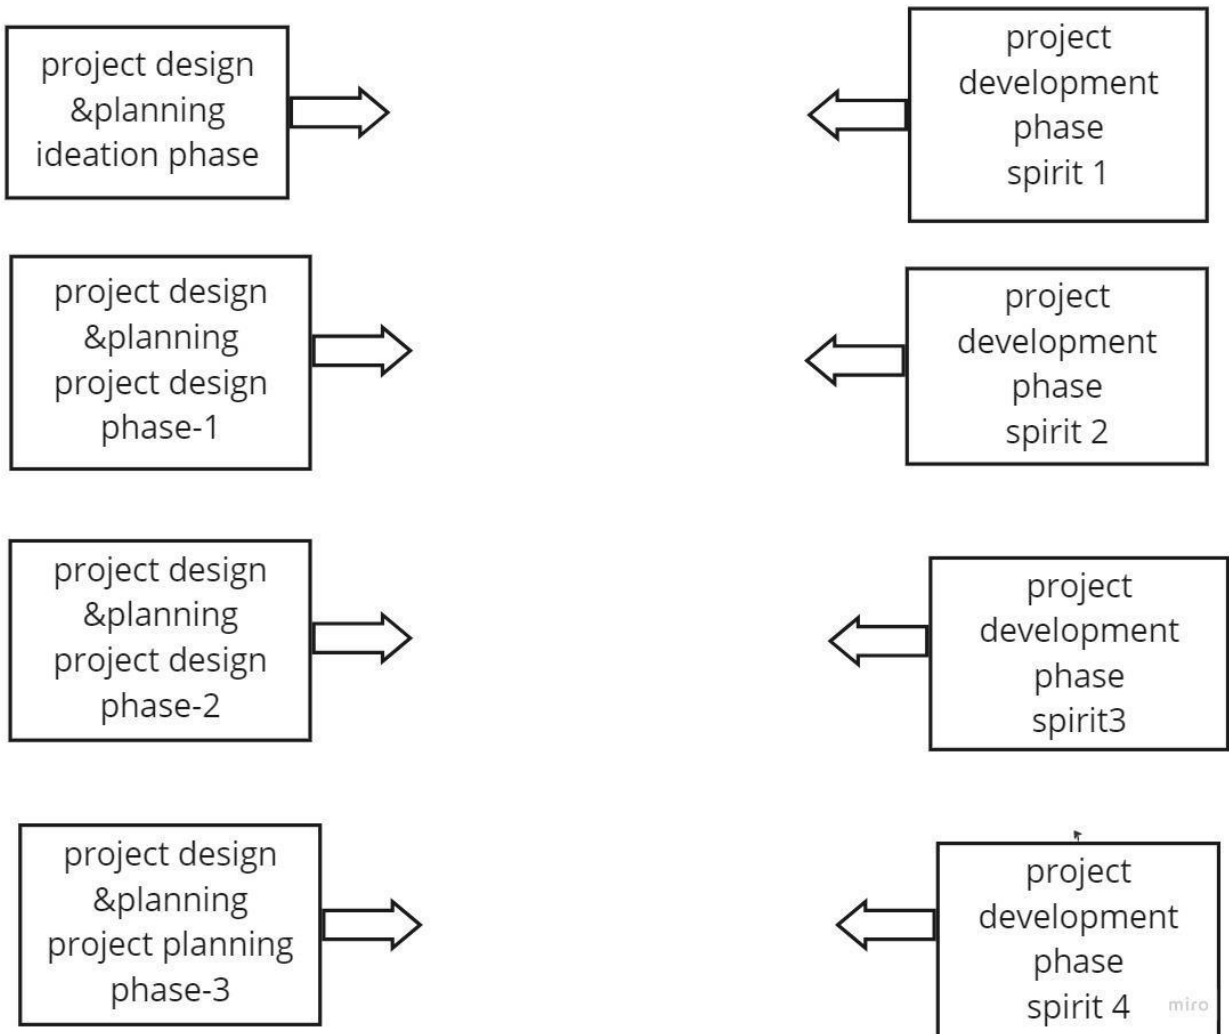 project design
&planning
ideation phase
project
development
phase
spirit 1
project design
&planning
project design
phase-1
project
development
phase
spirit 2
project design
&planning
project design
phase-2
project
development
phase
spirit3
project design
&planning
project planning
phase-3
project
development
phase
spirit 4
miro